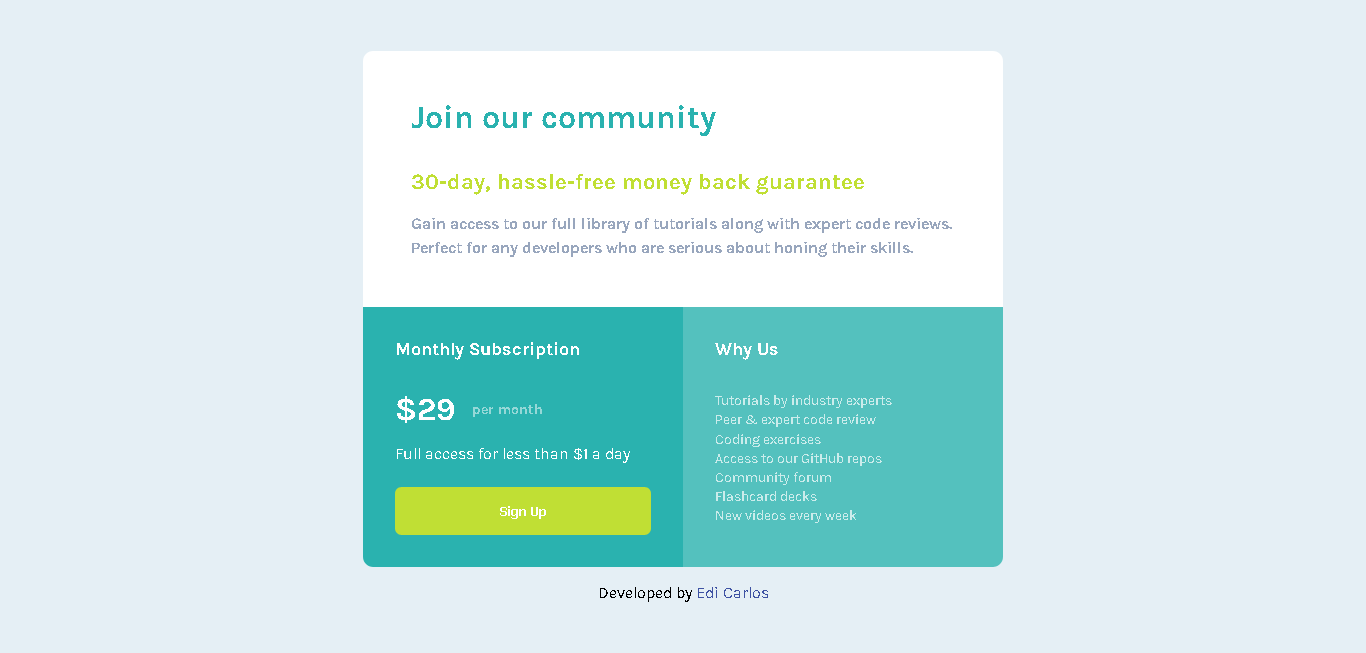 Join our community
30-day, hassle-free money back guarantee
Gain access to our full library of tutorials along with expert code reviews.
Perfect for any developers who are serious about honing their skills.
Monthly Subscription
$29 per month
Full access for less than $1 a day
Sign Up
Why Us
Tutorials by industry experts
Peer & expert code review
Coding exercises
Access to our GitHub repos
Community forum
Flashcard decks
New videos every week
Developed by Edi Carlos